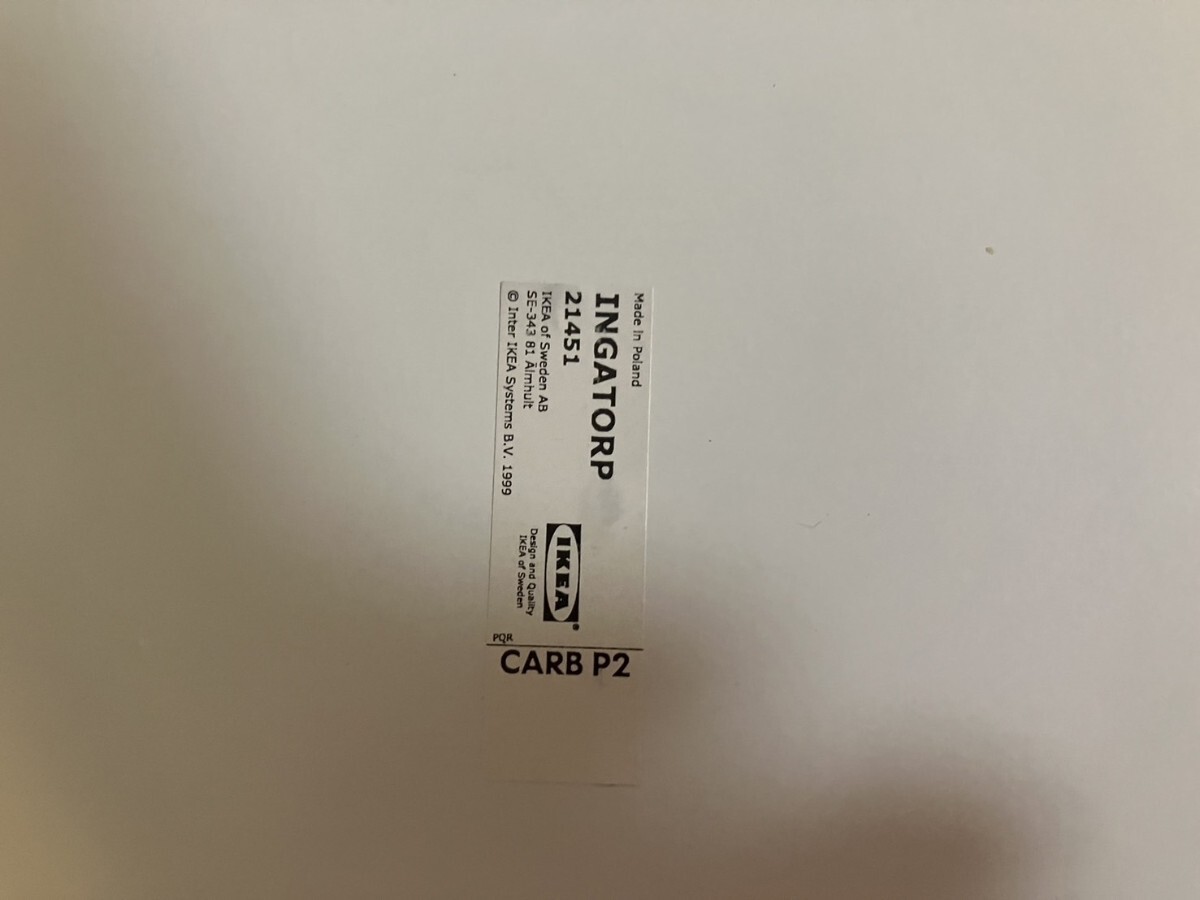 Made in Poland
INGATORP
21451
IKEA of Sweden AB
SE-343 81 Älmhult
© Inter IKEA Systems B.V. 1999
IKEA®
Design and Quality
IKEA of Sweden
PQR
CARB P2